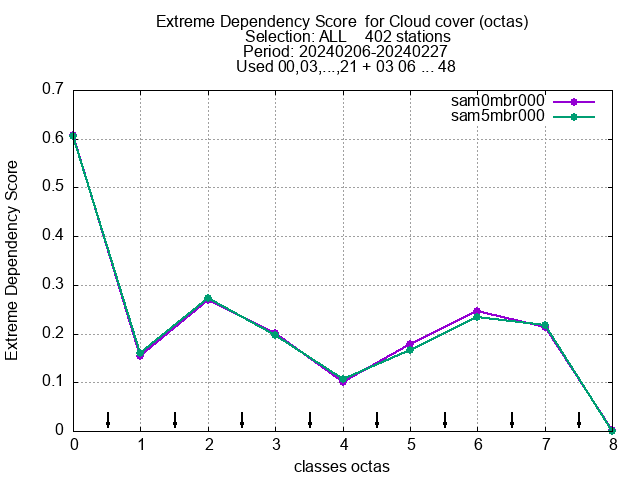 Extreme Dependency Score  for Cloud cover (octas)
Selection: ALL    402 stations
Period: 20240206-20240227
Used 00,03,...,21 + 03 06 ... 48
sam0mbr000
sam5mbr000
0.7
0.6
0.5
0.4
0.3
0.2
0.1
0
Extreme Dependency Score
0 1 2 3 4 5 6 7 8
classes octas